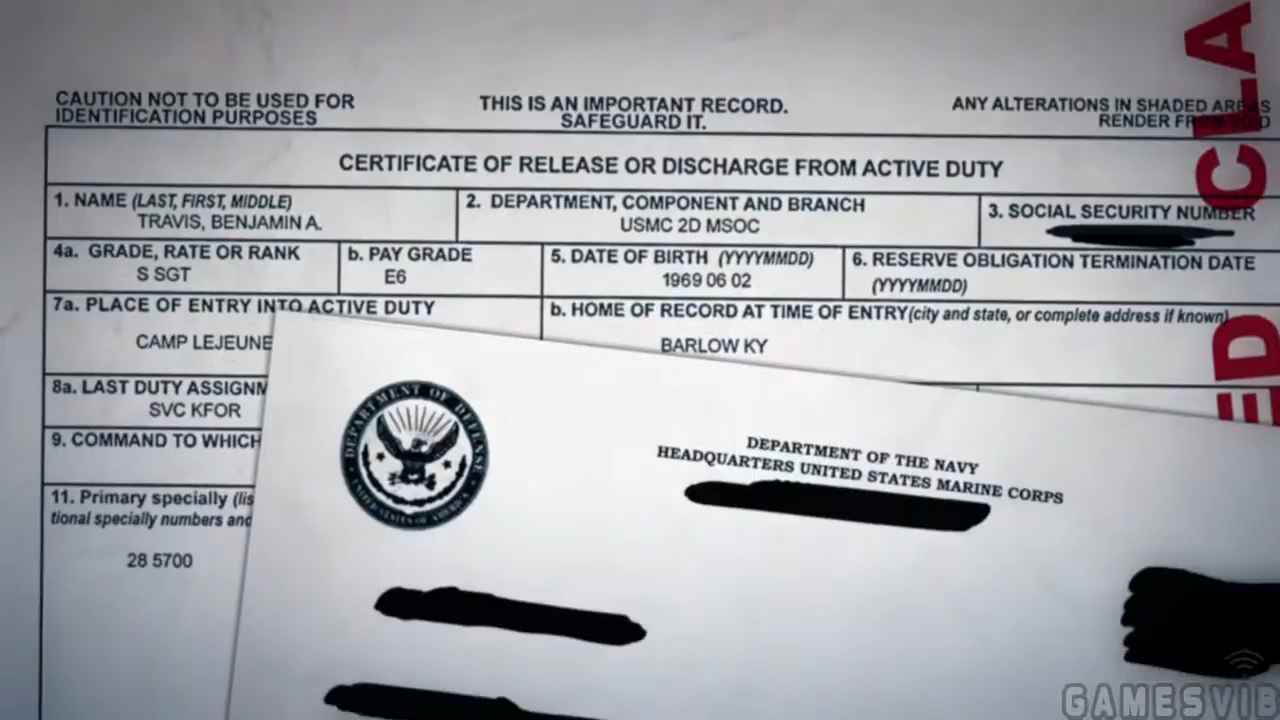 CAUTION NOT TO BE USED FOR
IDENTIFICATION PURPOSES
THIS IS AN IMPORTANT RECORD.
SAFEGUARD IT.
ANY ALTERATIONS IN SHADED AREAS
RENDER FROM VOID
CERTIFICATE OF RELEASE OR DISCHARGE FROM ACTIVE DUTY
1. NAME (LAST, FIRST, MIDDLE)
TRAVIS, BENJAMIN A.
2. DEPARTMENT, COMPONENT AND BRANCH
USMC 2D MSOC
3. SOCIAL SECURITY NUMBER
4a. GRADE, RATE OR RANK
S SGT
b. PAY GRADE
E6
5. DATE OF BIRTH (YYYYMMDD)
1969 06 02
6. RESERVE OBLIGATION TERMINATION DATE
(YYYYMMDD)
7a. PLACE OF ENTRY INTO ACTIVE DUTY
CAMP LEJEUNE
b. HOME OF RECORD AT TIME OF ENTRY(city and state, or complete address if known)
BARLOW KY
8a. LAST DUTY ASSIGNM
SVC KFOR
9. COMMAND TO WHICH
11. Primary specially (lis
tional specially numbers and
28 5700
DEPARTMENT OF DEFENSE
UNITED STATES OF AMERICA
DEPARTMENT OF THE NAVY
HEADQUARTERS UNITED STATES MARINE CORPS
ED CLA
GAMESVIB